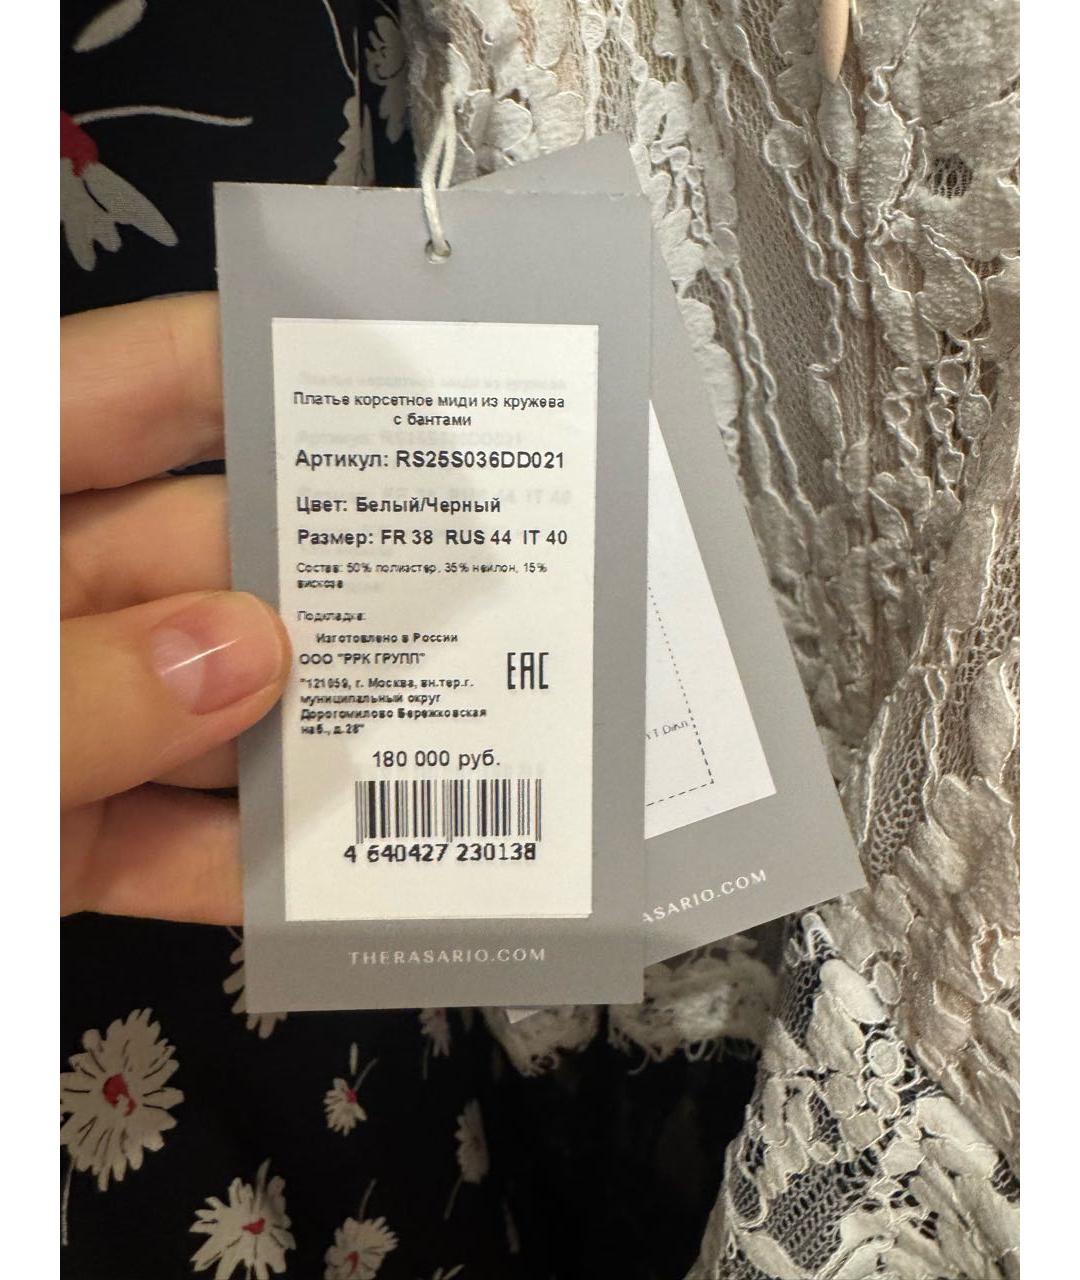 Платье корсетное миди из кружева
с бантами
Артикул: RS25S036DD021
Цвет: Белый/Черный
Размер: FR 38 RUS 44 IT 40
Состав: 50% полиэстер, 35% нейлон, 15%
вискоза
Подкладка:
Изготовлено в России
ООО "РРК ГРУПП"
EAC
"121059, г. Москва, вн.тер.г.
муниципальный округ
Дорогомилово Бережковская
наб., д.28"
180 000 руб.
4 640427 230138
THERASARIO.COM
ASARIO.COM